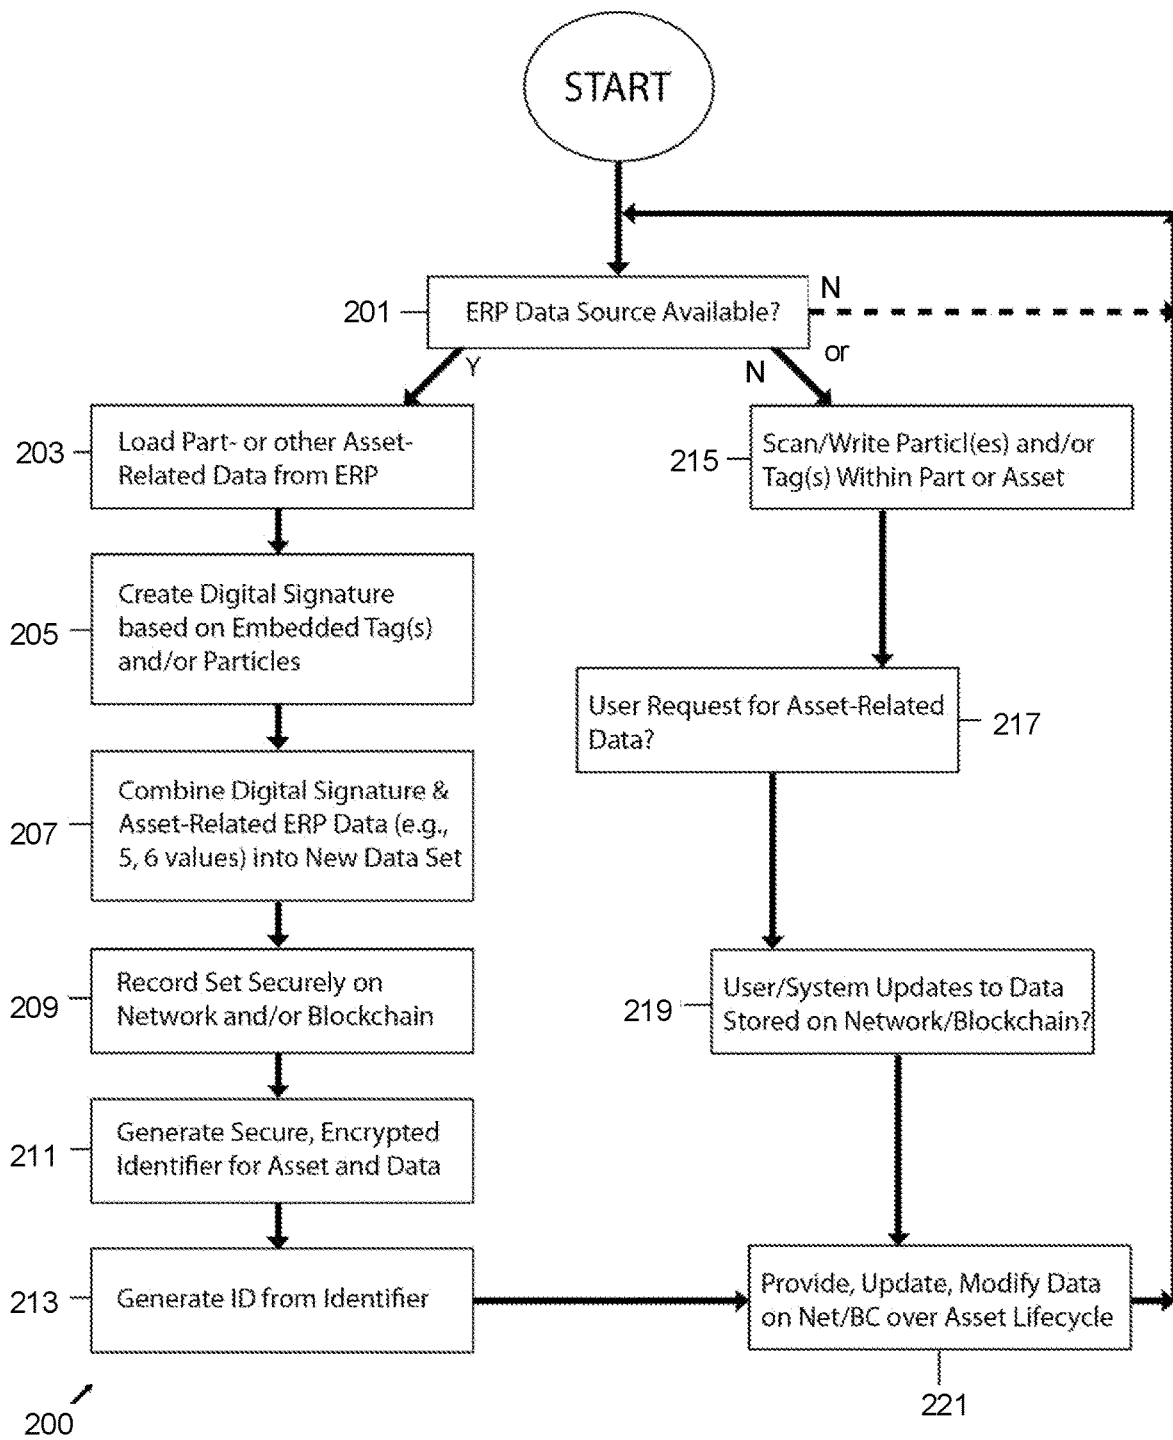 START
201
ERP Data Source Available?
N
or
Y
N
203
Load Part- or other Asset-
Related Data from ERP
215
Scan/Write Particl(es) and/or
Tag(s) Within Part or Asset
205
Create Digital Signature
based on Embedded Tag(s)
and/or Particles
User Request for Asset-Related
Data?
217
207
Combine Digital Signature &
Asset-Related ERP Data (e.g.,
5, 6 values) into New Data Set
209
Record Set Securely on
Network and/or Blockchain
219
User/System Updates to Data
Stored on Network/Blockchain?
211
Generate Secure, Encrypted
Identifier for Asset and Data
213
Generate ID from Identifier
Provide, Update, Modify Data
on Net/BC over Asset Lifecycle
221
200